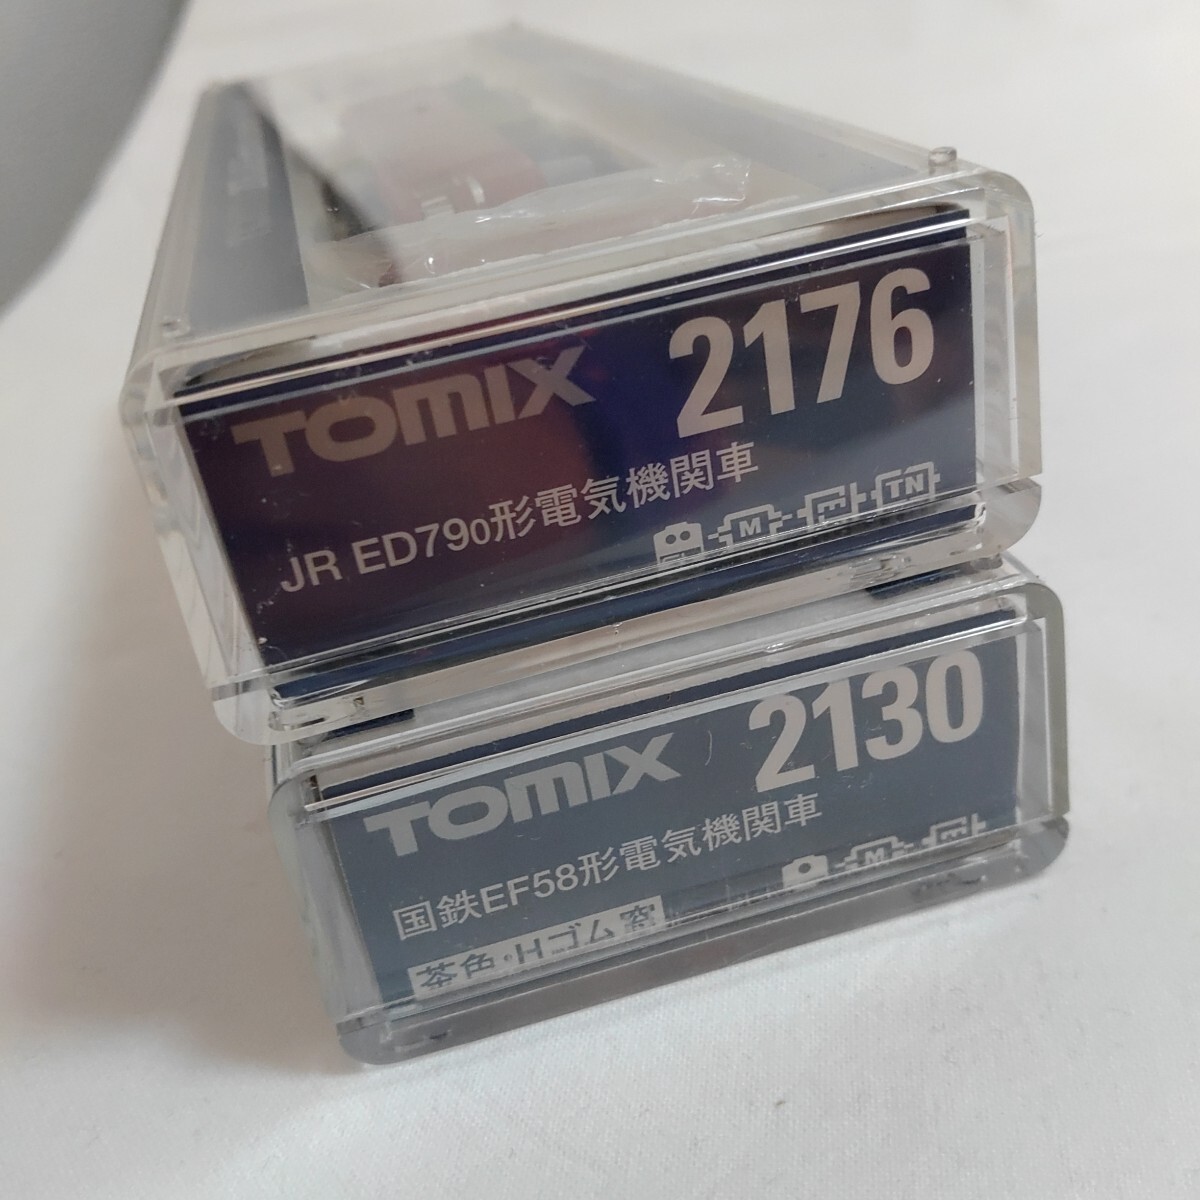 TOMIX 2176
JR ED790形電気機関車
M TN
TOMIX 2130
国鉄EF58形電気機関車
M
茶色・Hゴム窓